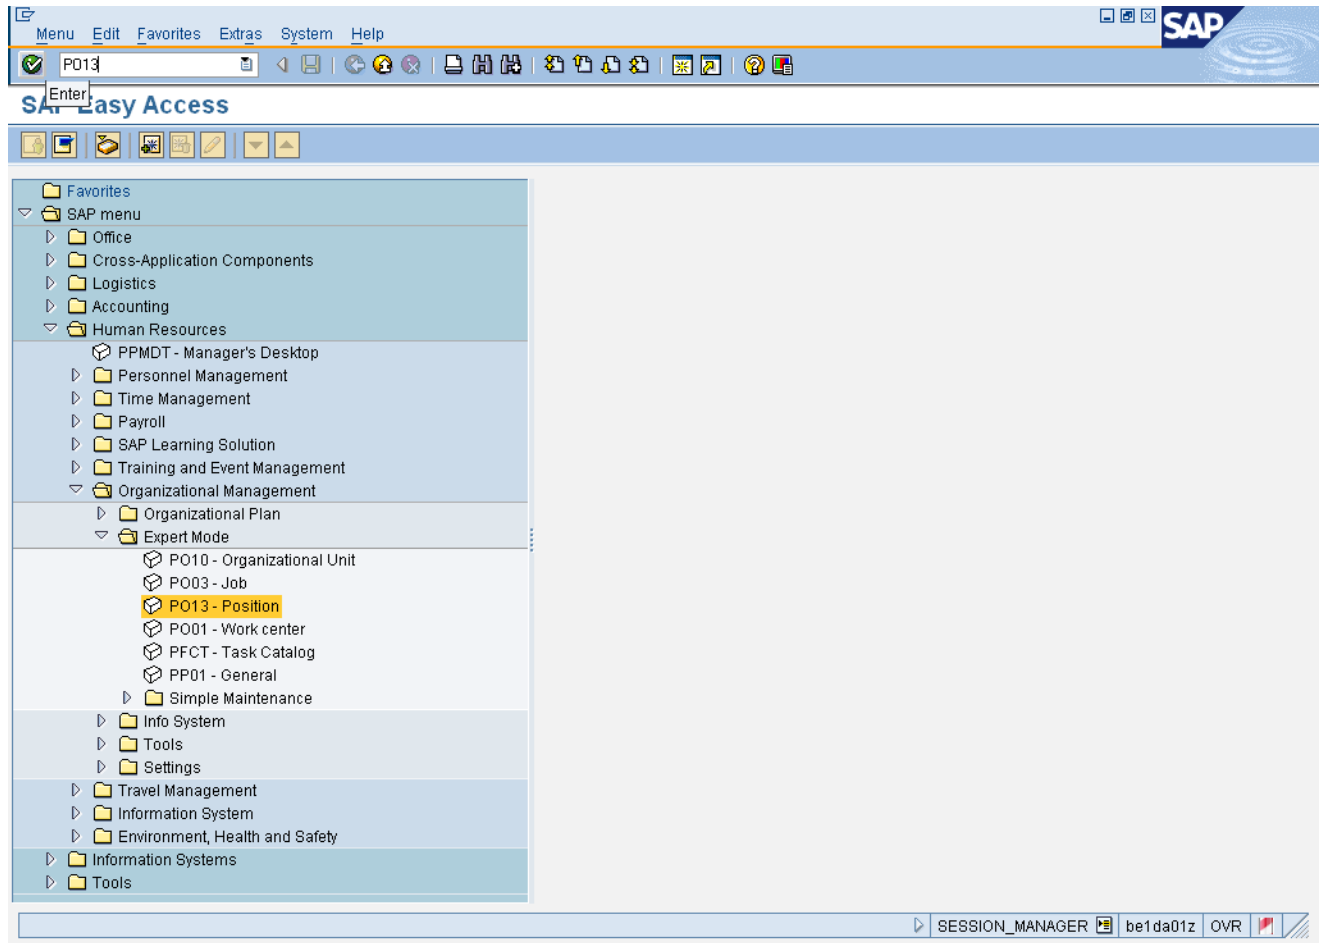 Menu Edit Favorites Extras System Help
SAP
PO13
Enter
SAP Easy Access
Favorites
SAP menu
Office
Cross-Application Components
Logistics
Accounting
Human Resources
PPMDT - Manager's Desktop
Personnel Management
Time Management
Payroll
SAP Learning Solution
Training and Event Management
Organizational Management
Organizational Plan
Expert Mode
PO10 - Organizational Unit
PO03 - Job
PO13 - Position
PO01 - Work center
PFCT - Task Catalog
PP01 - General
Simple Maintenance
Info System
Tools
Settings
Travel Management
Information System
Environment, Health and Safety
Information Systems
Tools
SESSION_MANAGER be1da01z OVR